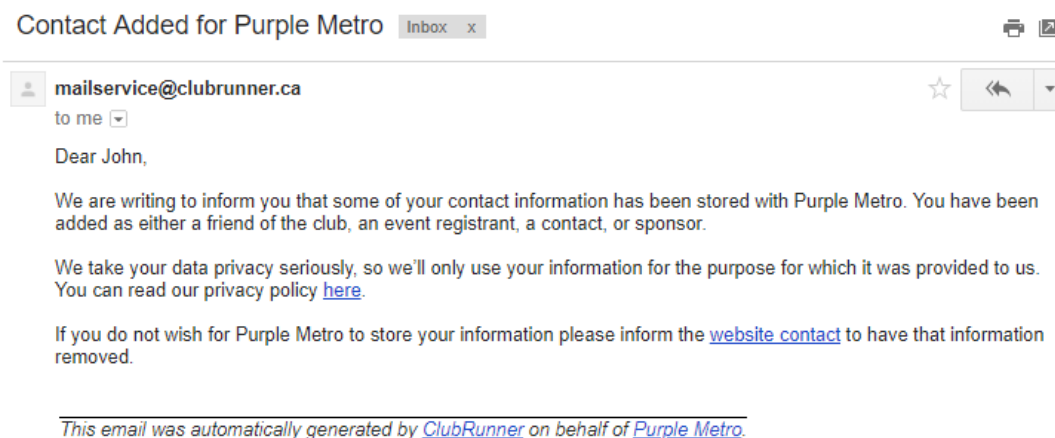 Contact Added for Purple Metro Inbox x
mailservice@clubrunner.ca
to me
Dear John,
We are writing to inform you that some of your contact information has been stored with Purple Metro. You have been
added as either a friend of the club, an event registrant, a contact, or sponsor.
We take your data privacy seriously, so we'll only use your information for the purpose for which it was provided to us.
You can read our privacy policy here.
If you do not wish for Purple Metro to store your information please inform the website contact to have that information
removed.
This email was automatically generated by ClubRunner on behalf of Purple Metro.